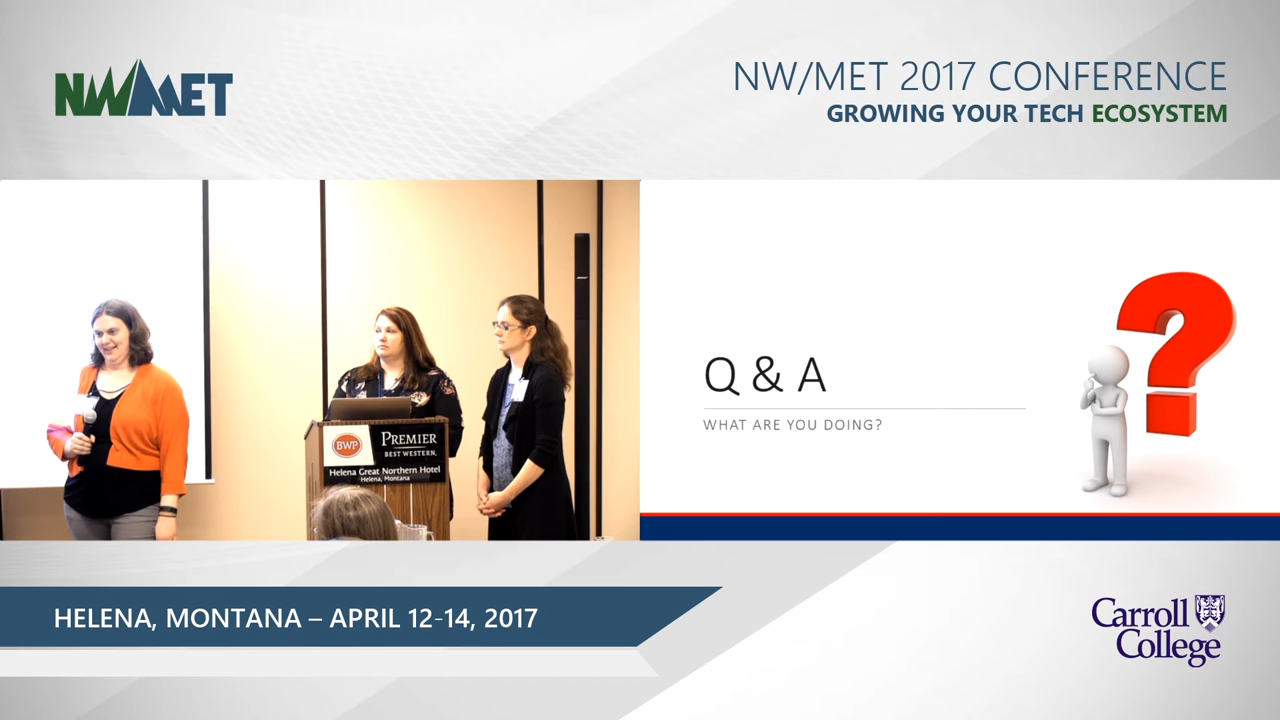 NWMET
NW/MET 2017 CONFERENCE
GROWING YOUR TECH ECOSYSTEM
BWP
PREMIER
BEST WESTERN.
Helena Great Northern Hotel
Helena, Montana
Q & A
WHAT ARE YOU DOING?
HELENA, MONTANA – APRIL 12-14, 2017
Carroll
College